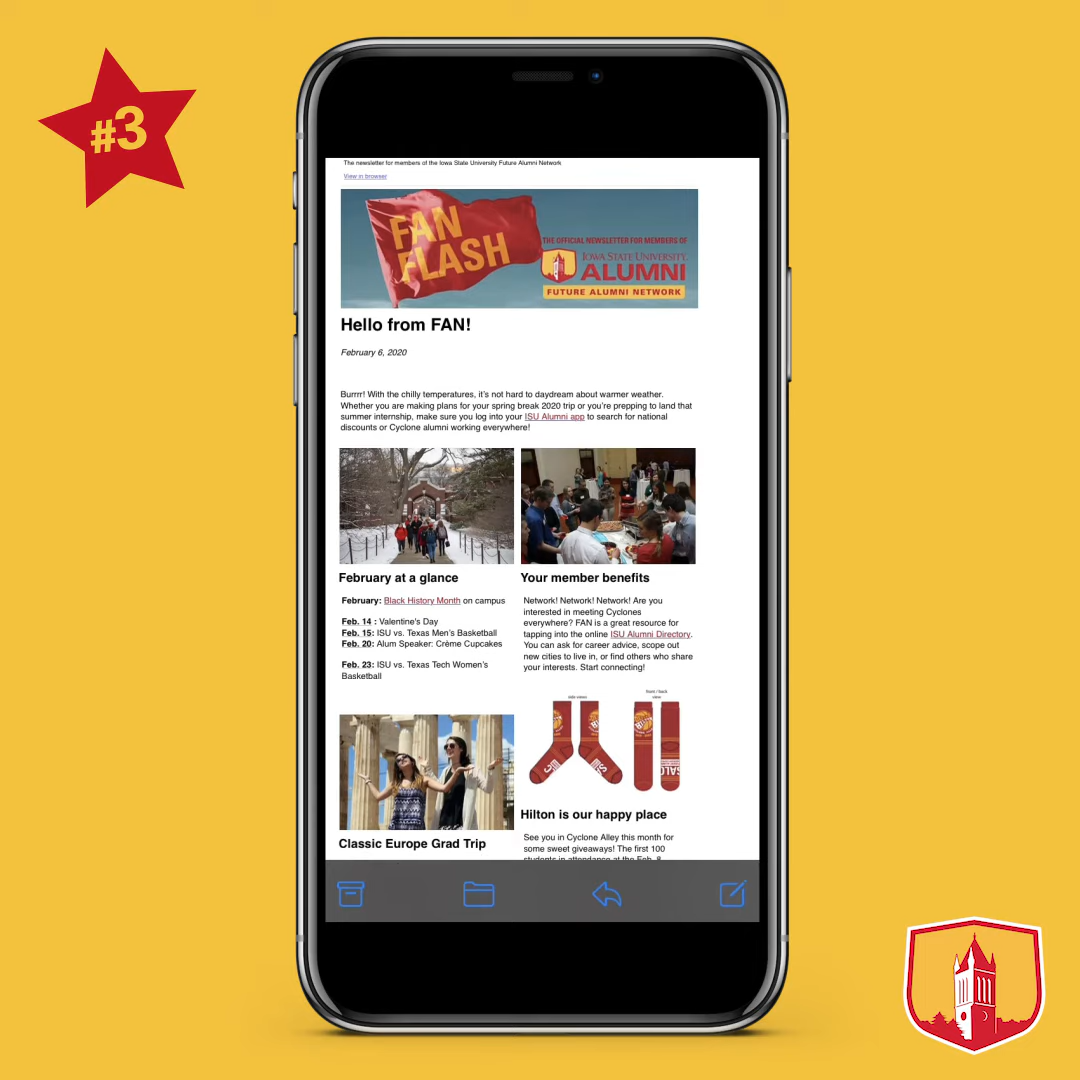 #3
The newsletter for members of the Iowa State University Future Alumni Network
View in browser
FAN
FLASH
THE OFFICIAL NEWSLETTER FOR MEMBERS OF
IOWA STATE UNIVERSITY
ALUMNI
FUTURE ALUMNI NETWORK
Hello from FAN!
February 6, 2020
Burrrr! With the chilly temperatures, it's not hard to daydream about warmer weather.
Whether you are making plans for your spring break 2020 trip or you're prepping to land that
summer internship, make sure you log into your ISU Alumni app to search for national
discounts or Cyclone alumni working everywhere!
February at a glance
February: Black History Month on campus
Feb. 14 : Valentine's Day
Feb. 15: ISU vs. Texas Men's Basketball
Feb. 20: Alum Speaker: Crème Cupcakes
Feb. 23: ISU vs. Texas Tech Women's
Basketball
Your member benefits
Network! Network! Network! Are you
interested in meeting Cyclones
everywhere? FAN is a great resource for
tapping into the online ISU Alumni Directory.
You can ask for career advice, scope out
new cities to live in, or find others who share
your interests. Start connecting!
Classic Europe Grad Trip
side views
front / back
view
Hilton is our happy place
See you in Cyclone Alley this month for
some sweet giveaways! The first 100
students in attendance at the Feb. 8